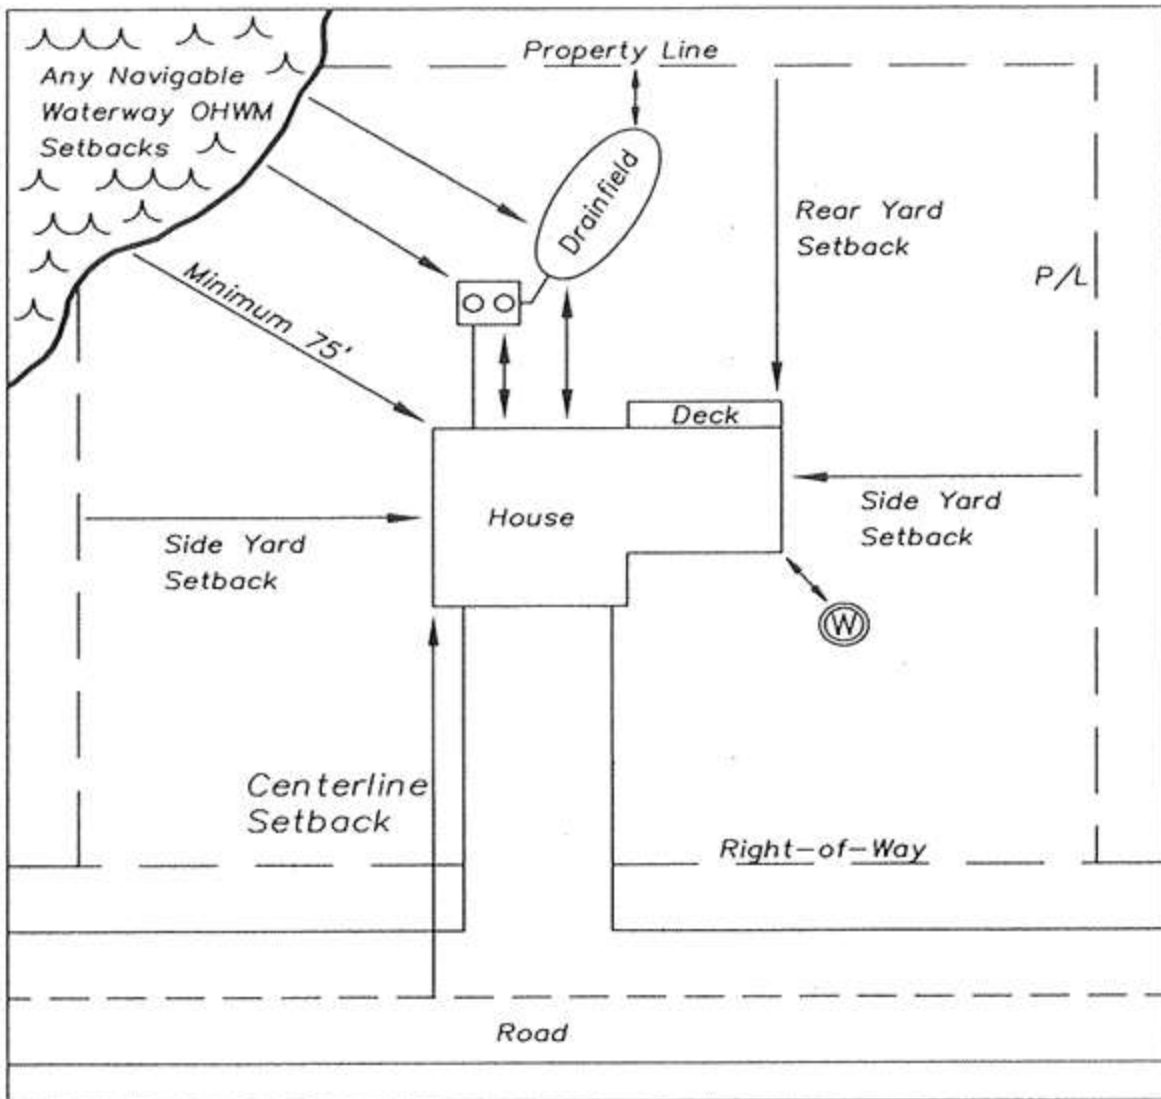 Property Line
Any Navigable
Waterway OHWM
Setbacks
Drainfield
Rear Yard
Setback
P/L
Minimum 75'
Deck
Side Yard
Setback
House
Side Yard
Setback
W
Centerline
Setback
Right-of-Way
Road